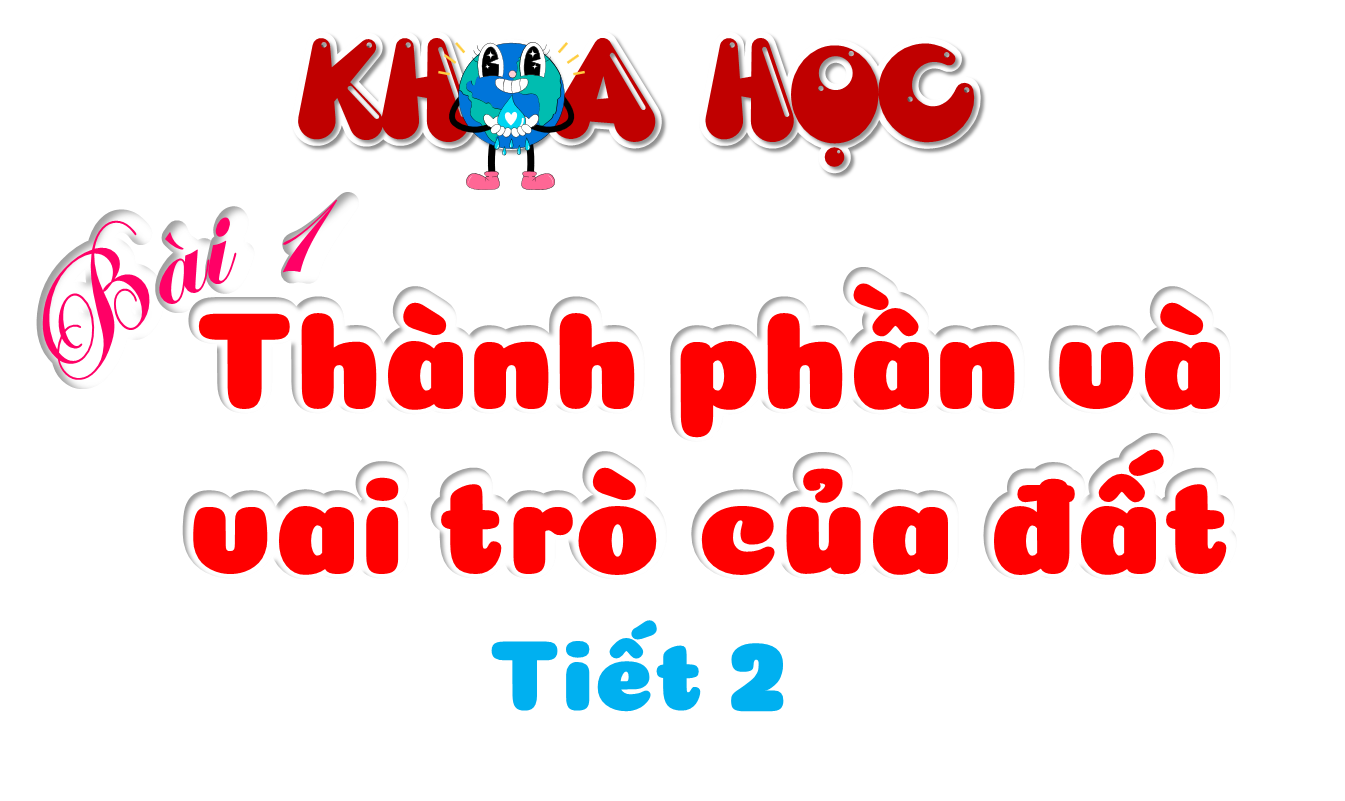 KHOA HỌC
Bài 1
Thành phần và
vai trò của đất
Tiết 2